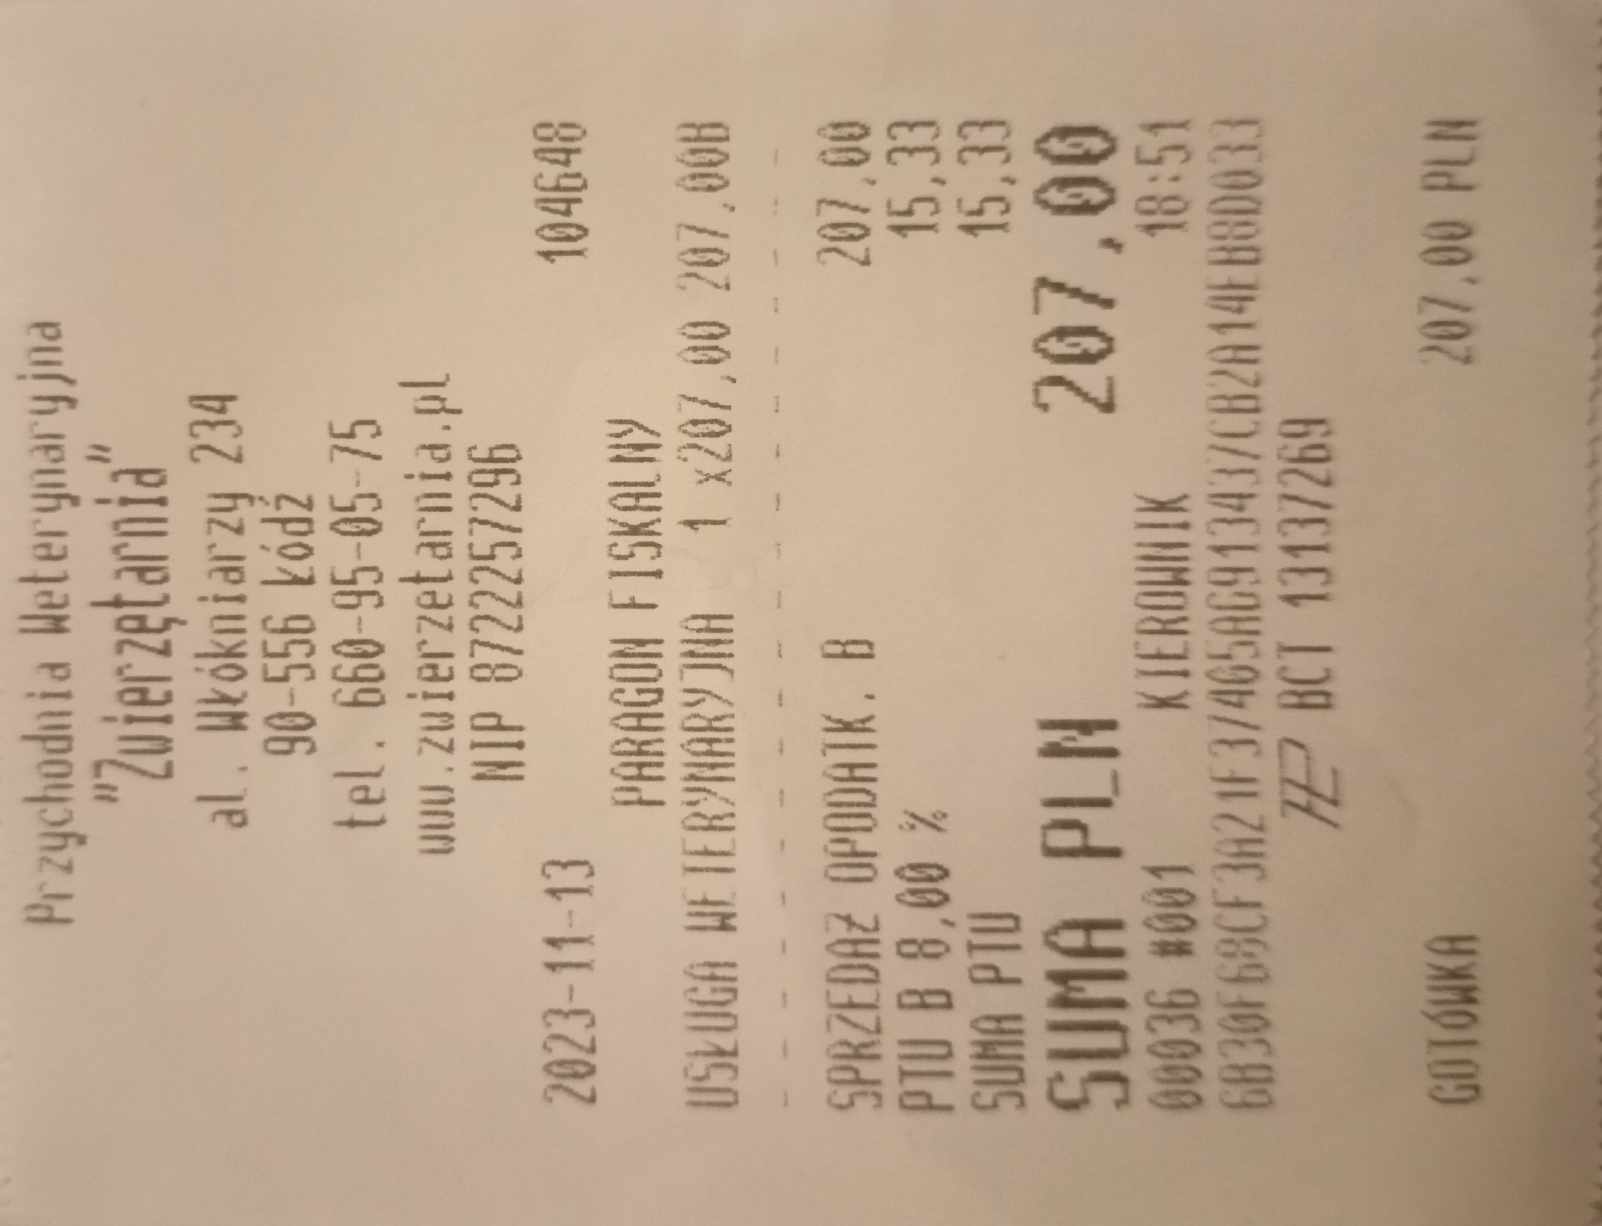 Przychodnia Weterynaryjna
"Zwierzętarnia"
al. Włókniarzy 234
90-556 Łódź
tel. 660-95-05-75
www.zwierzetarnia.pl
NIP 8722257296
2023-11-13 104648
PARAGON FISKALNY
USŁUGA WETERYNARYJNA 1 x207,00 207,00B
SPRZEDAŻ OPODATK. B 207,00
PTU B 8,00 % 15,33
SUMA PTU 15,33
SUMA PLN 207,00
00036 #001 KIEROWNIK 18:51
BCT 13137269
GOTÓWKA 207,00 PLN